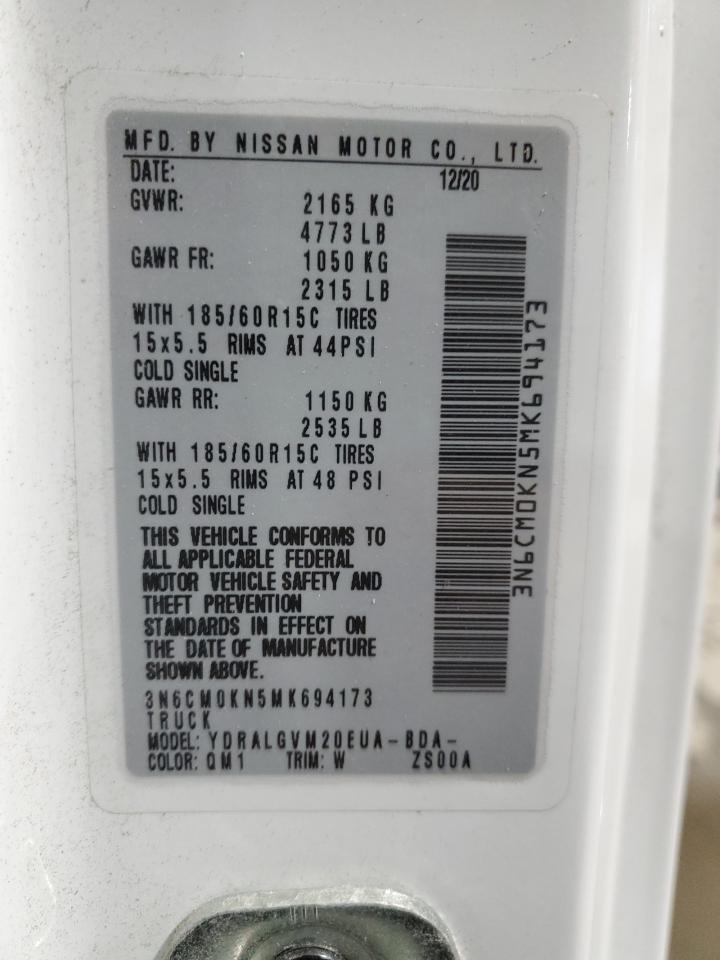 MFD. BY NISSAN MOTOR CO., LTD.
DATE: 12/20
GVWR: 2165 KG
4773 LB
GAWR FR: 1050 KG
2315 LB
WITH 185/60R15C TIRES
15x5.5 RIMS AT 44PSI
COLD SINGLE
GAWR RR: 1150 KG
2535 LB
WITH 185/60R15C TIRES
15x5.5 RIMS AT 48 PSI
COLD SINGLE
THIS VEHICLE CONFORMS TO
ALL APPLICABLE FEDERAL
MOTOR VEHICLE SAFETY AND
THEFT PREVENTION
STANDARDS IN EFFECT ON
THE DATE OF MANUFACTURE
SHOWN ABOVE.
3N6CM0KN5MK694173
TRUCK
MODEL: YDRALGVM20EUA-BDA-
COLOR: QM1 TRIM: W ZS00A
3N6CM0KN5MK694173